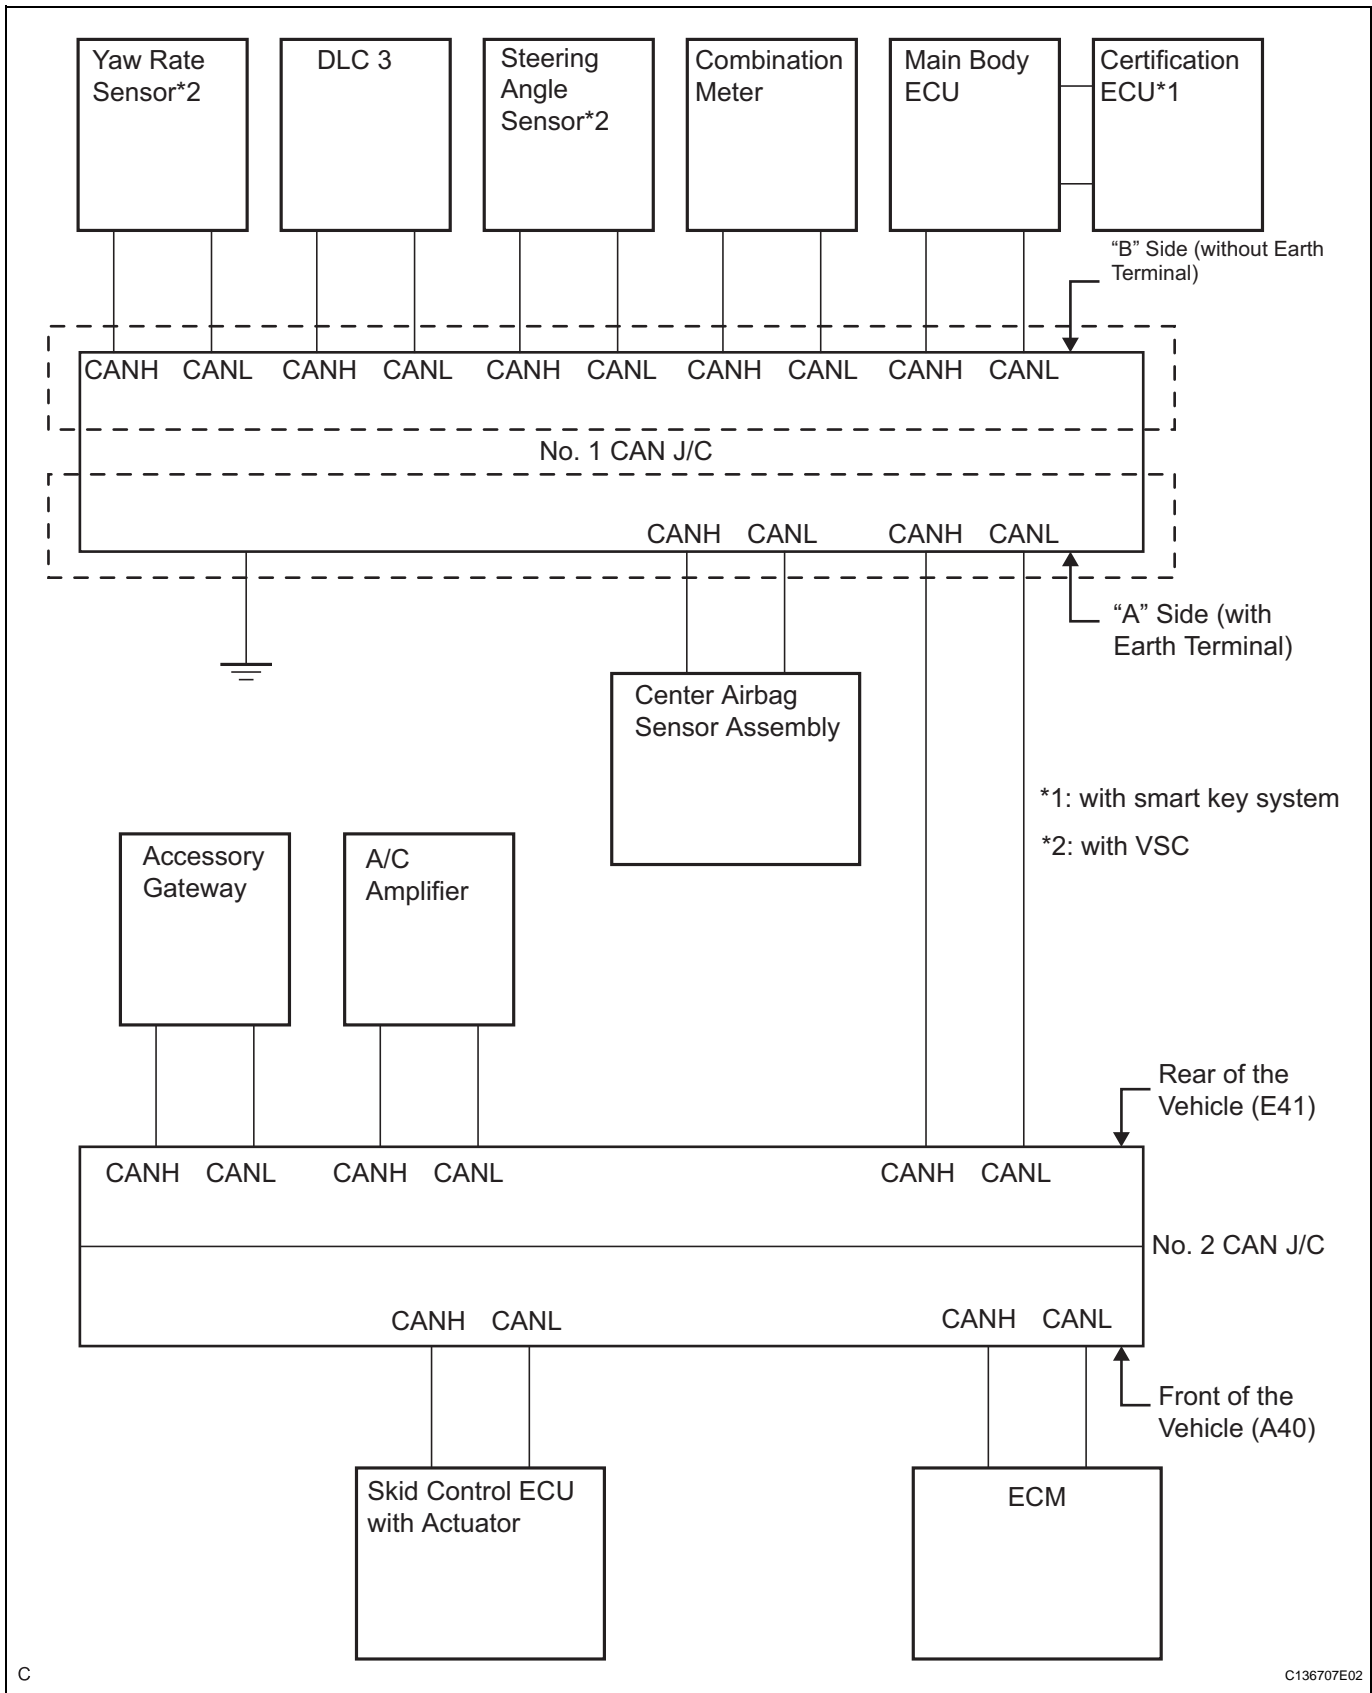 Yaw Rate
Sensor*2
DLC 3
Steering
Angle
Sensor*2
Combination
Meter
Main Body
ECU
Certification
ECU*1
“B” Side (without Earth
Terminal)
CANH CANL CANH CANL CANH CANL CANH CANL CANH CANL
No. 1 CAN J/C
CANH CANL CANH CANL
“A” Side (with
Earth Terminal)
Center Airbag
Sensor Assembly
*1: with smart key system
*2: with VSC
Accessory
Gateway
A/C
Amplifier
Rear of the
Vehicle (E41)
CANH CANL CANH CANL CANH CANL
No. 2 CAN J/C
CANH CANL CANH CANL
Front of the
Vehicle (A40)
Skid Control ECU
with Actuator
ECM
C
C136707E02